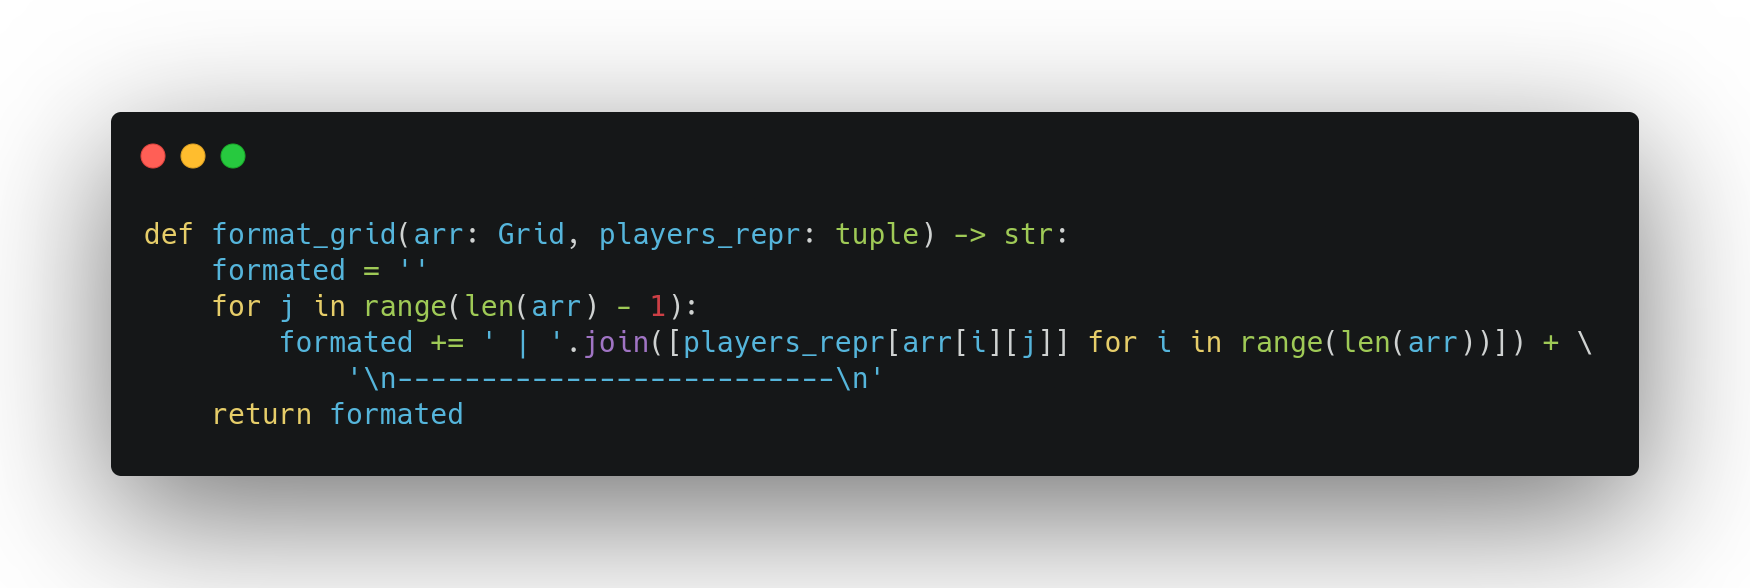 def format_grid(arr: Grid, players_repr: tuple) -> str:
    formated = ''
    for j in range(len(arr) - 1):
        formated += ' | '.join([players_repr[arr[i][j]] for i in range(len(arr))]) + \
            '\n--------------------------\n'
    return formated